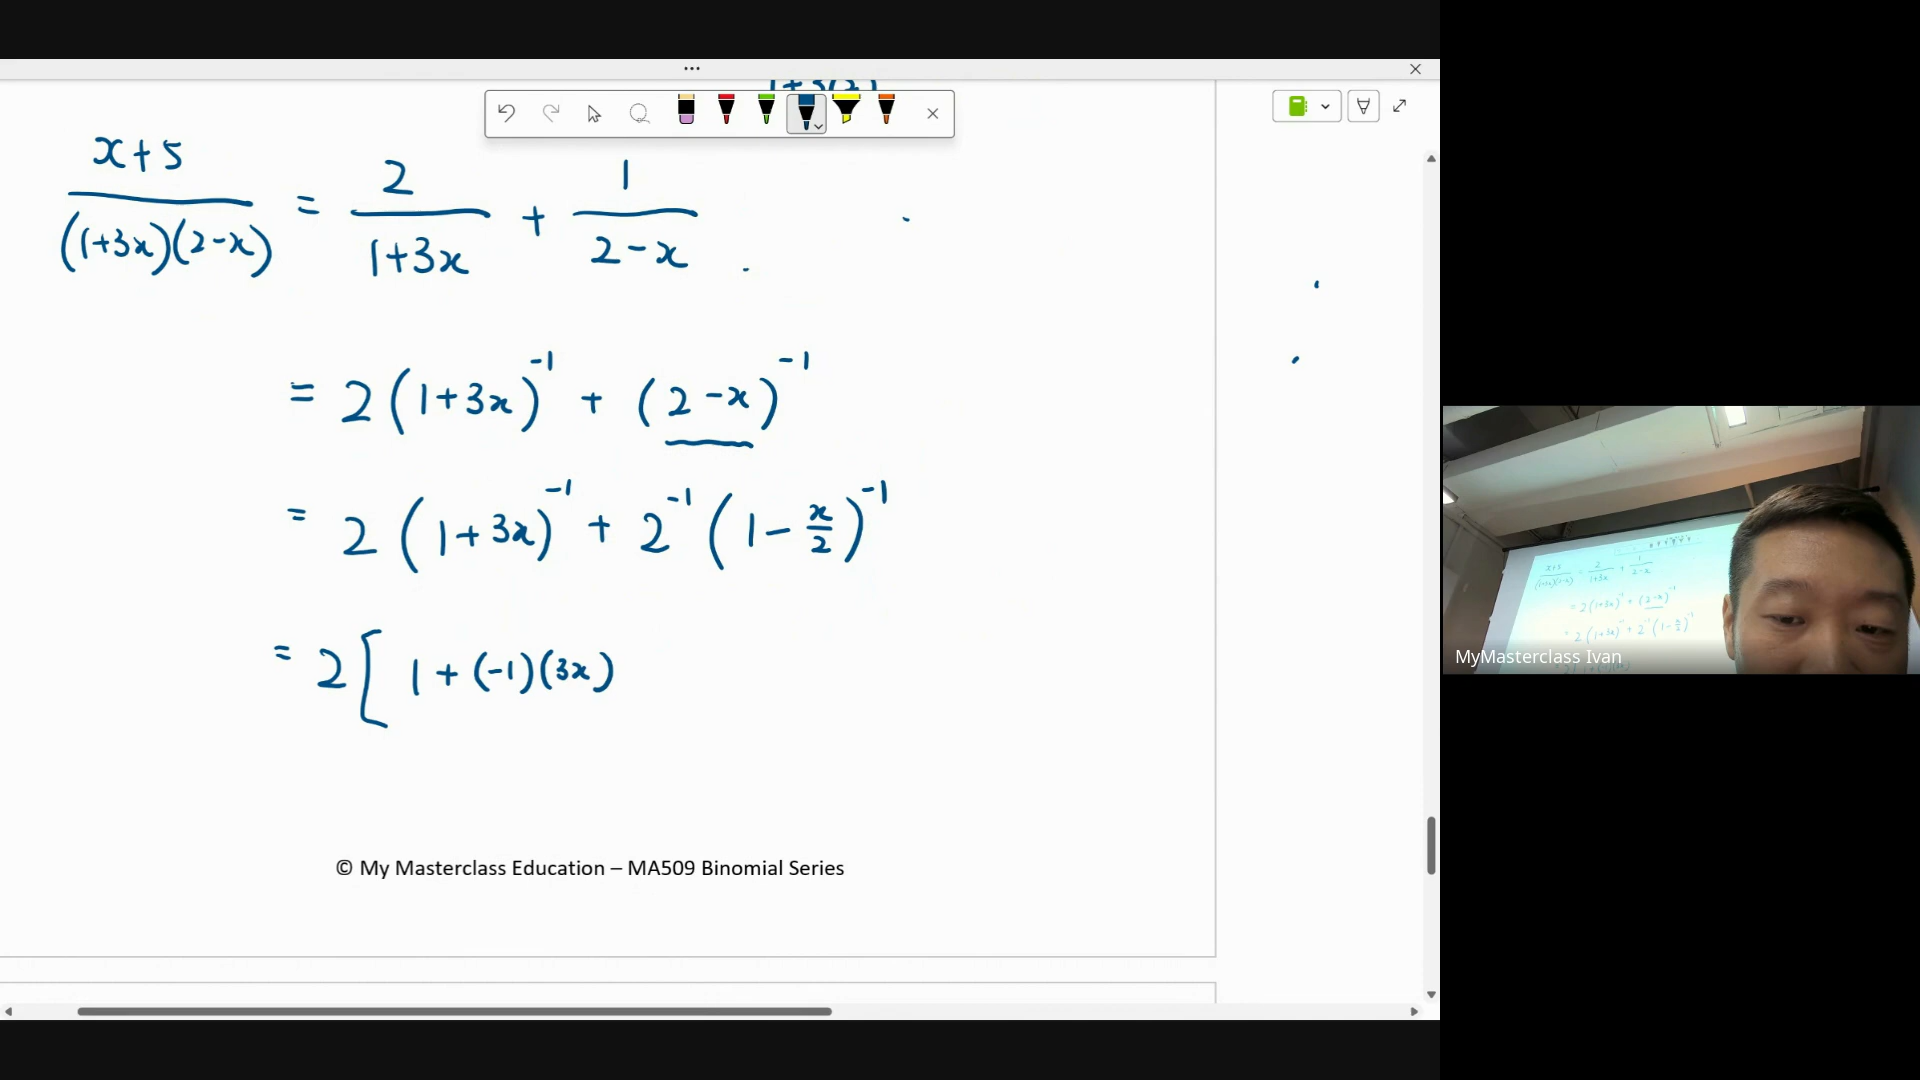 x+5 / (1+3x)(2-x) = 2 / 1+3x + 1 / 2-x .
= 2(1+3x)⁻¹ + (2-x)⁻¹
= 2(1+3x)⁻¹ + 2⁻¹(1-x/2)⁻¹
= 2[ 1+(-1)(3x)
© My Masterclass Education – MA509 Binomial Series
MyMasterclass Ivan